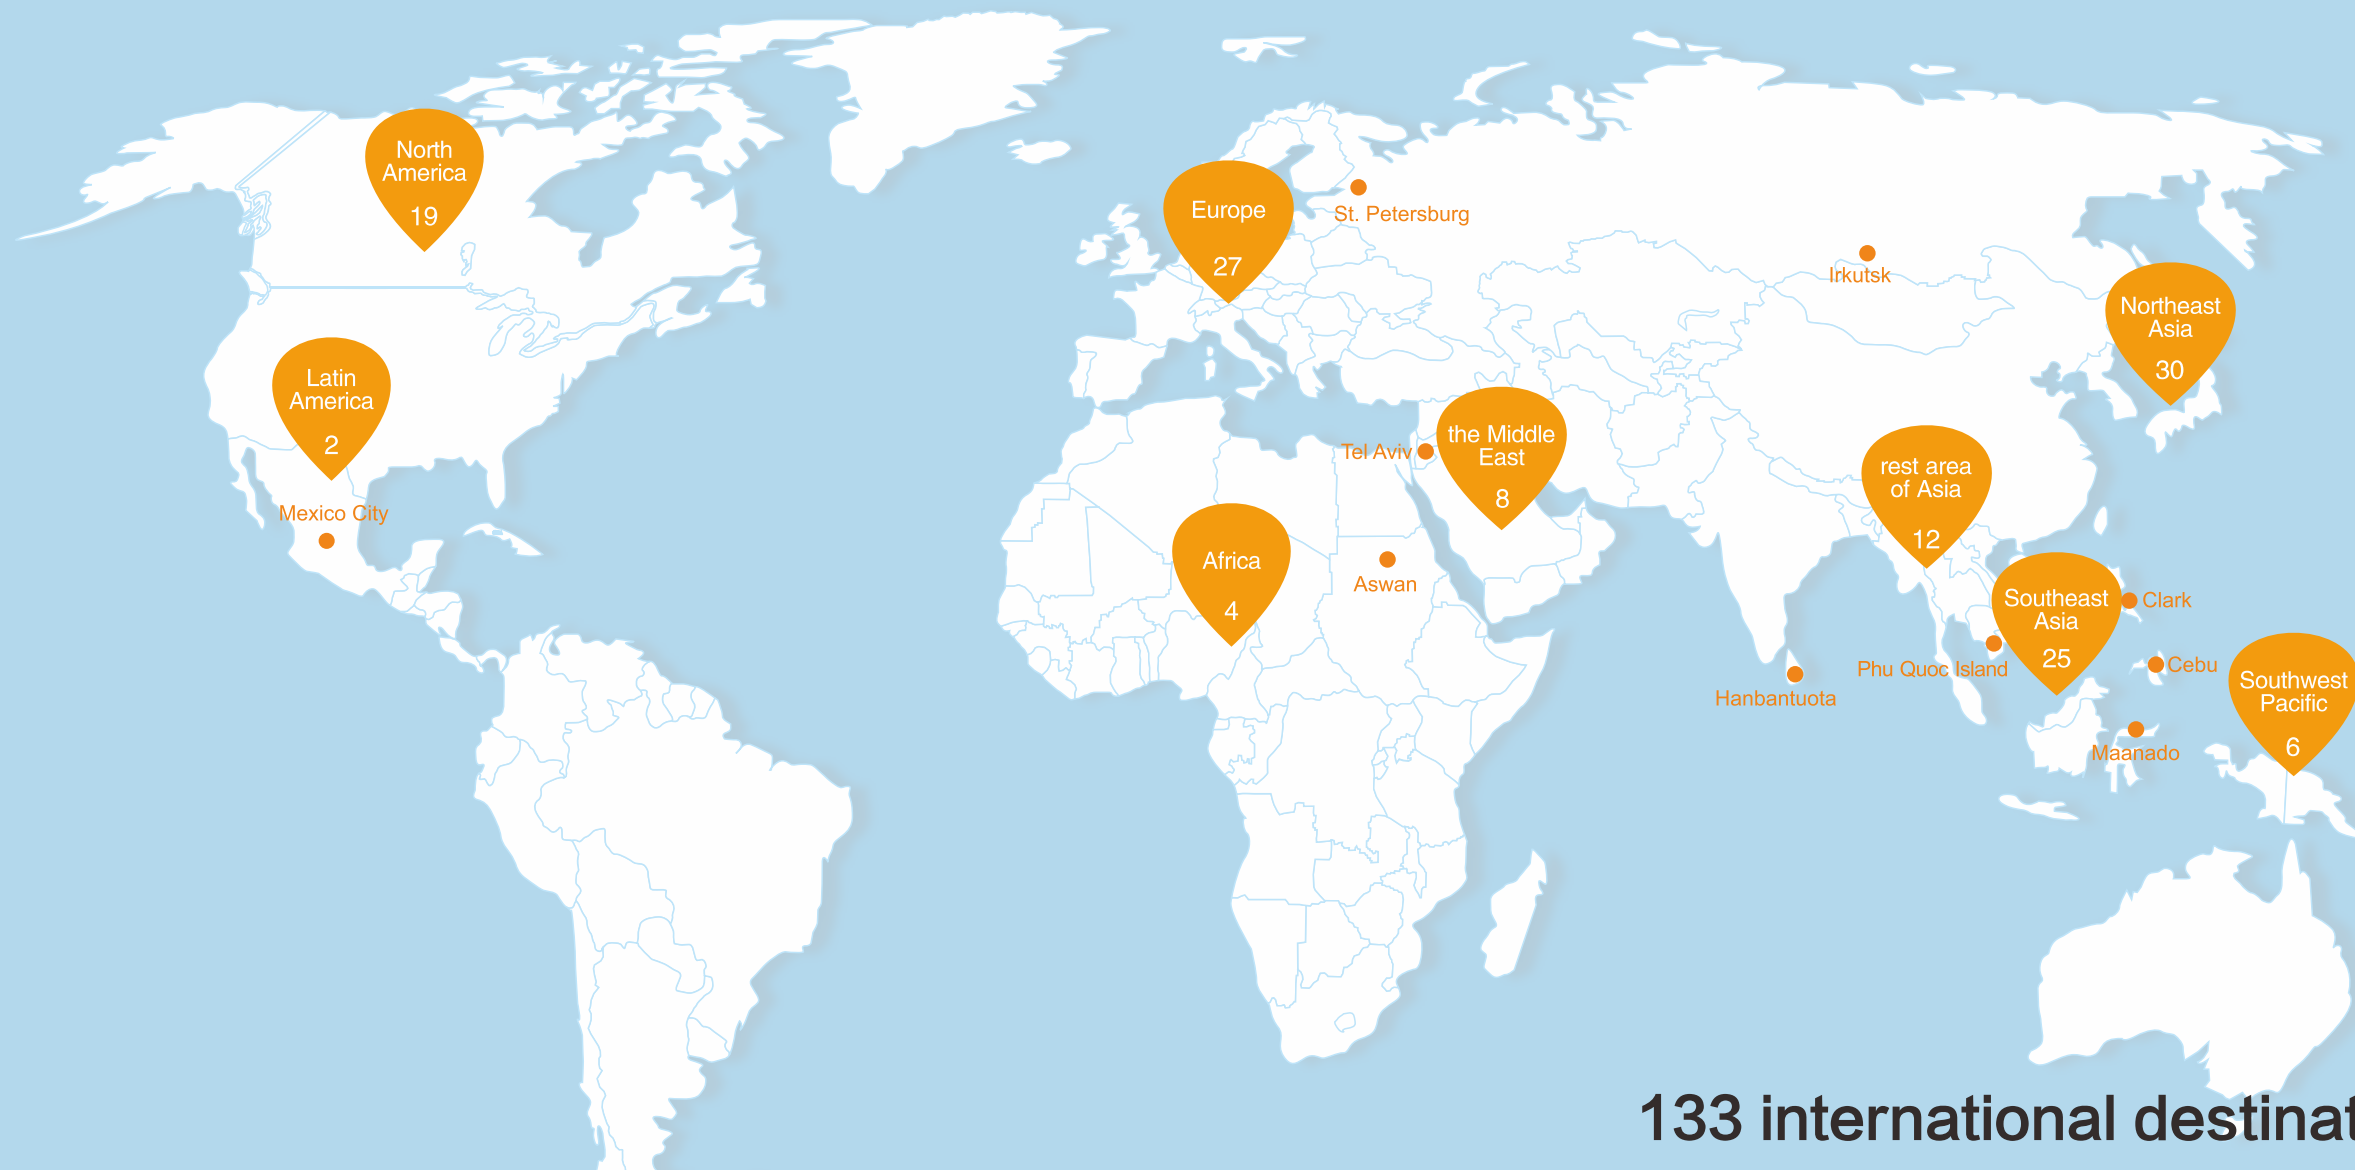 North
America
19
Europe
27
St. Petersburg
Irkutsk
Northeast
Asia
30
Latin
America
2
Mexico City
the Middle
East
8
Tel Aviv
rest area
of Asia
12
Africa
4
Aswan
Southeast
Asia
25
Clark
Phu Quoc Island
Cebu
Hanbantuota
Southwest
Pacific
6
Maanado
133 international destinat